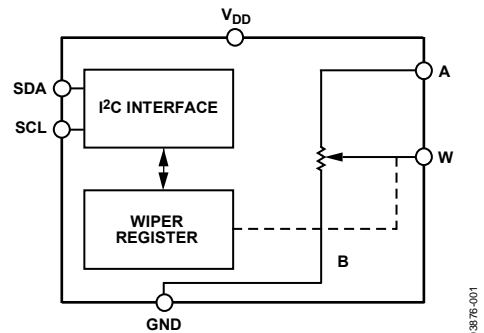 VDD
SDA
SCL
I2C INTERFACE
A
W
WIPER
REGISTER
B
GND
03876-001